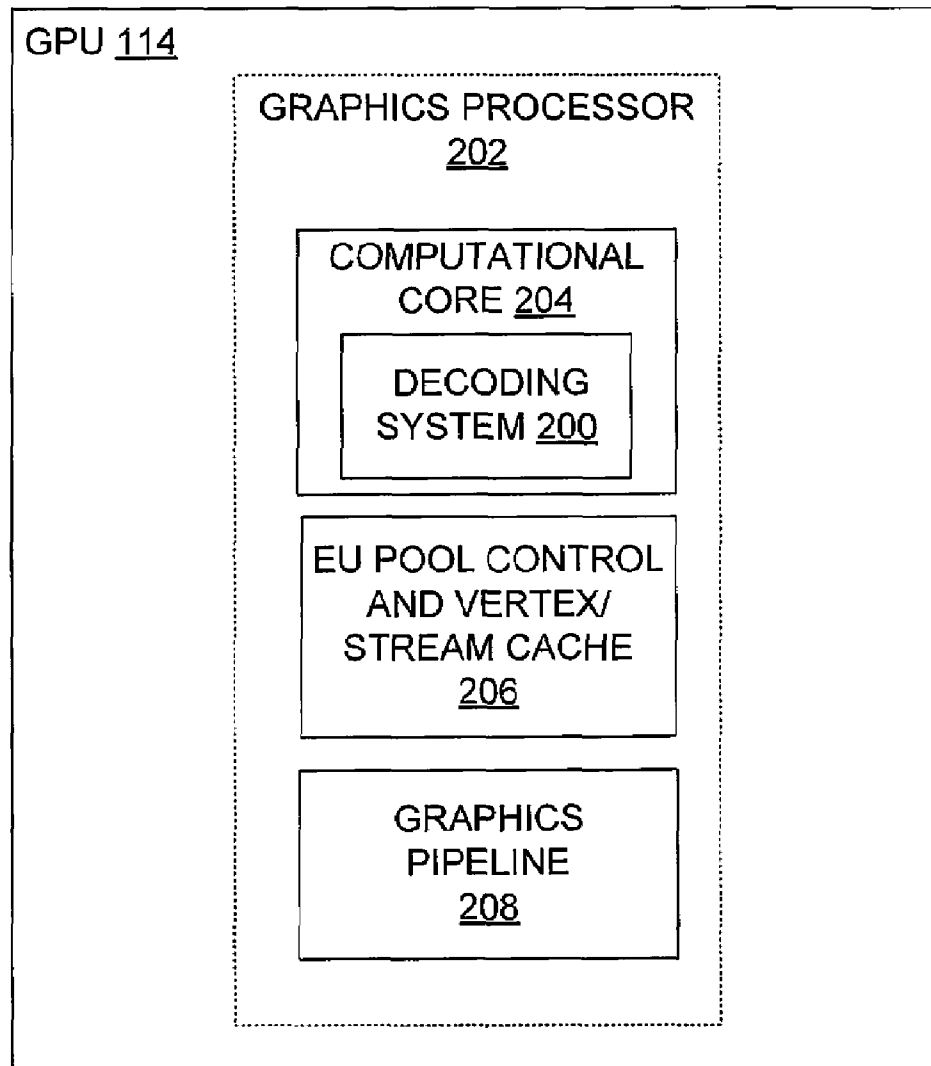 GPU 114
GRAPHICS PROCESSOR
202
COMPUTATIONAL
CORE 204
DECODING
SYSTEM 200
EU POOL CONTROL
AND VERTEX/
STREAM CACHE
206
GRAPHICS
PIPELINE
208